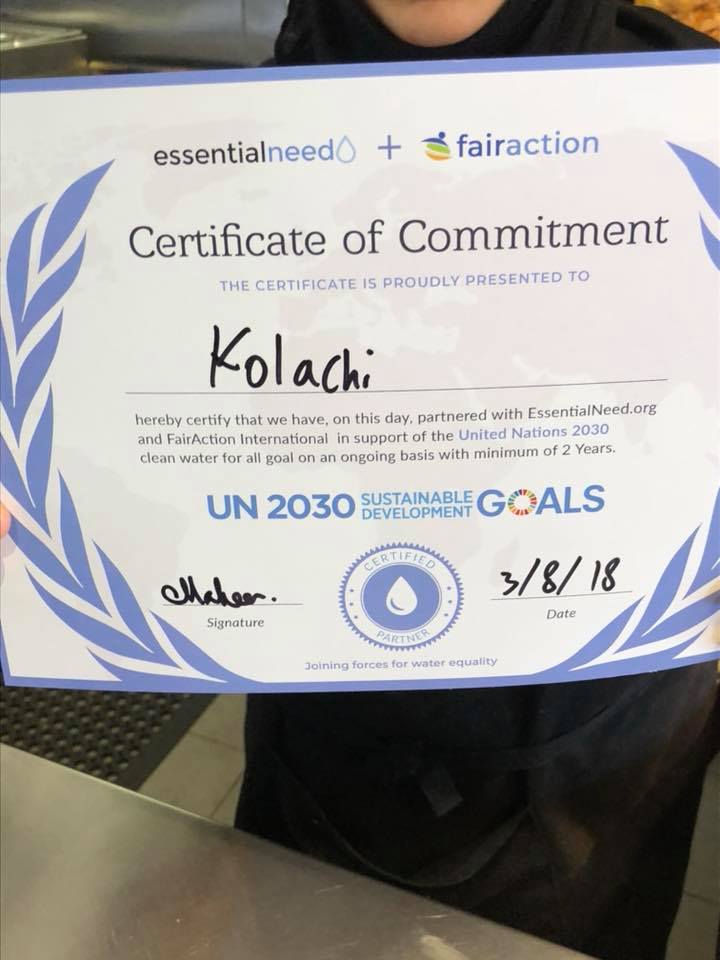 essentialneed + fairaction
Certificate of Commitment
THE CERTIFICATE IS PROUDLY PRESENTED TO
Kolachi
hereby certify that we have, on this day, partnered with EssentialNeed.org
and FairAction International in support of the United Nations 2030
clean water for all goal on an ongoing basis with minimum of 2 Years.
UN 2030 SUSTAINABLE DEVELOPMENT GOALS
Maheen.
Signature
CERTIFIED
PARTNER
3/8/18
Date
Joining forces for water equality